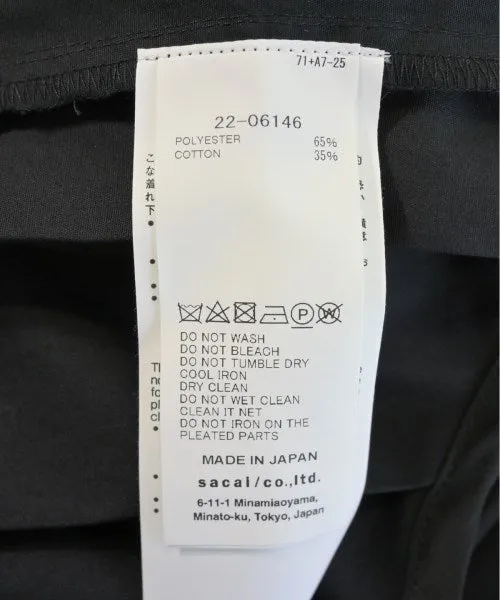 71+A7-25
22-06146
POLYESTER 65%
COTTON 35%
DO NOT WASH
DO NOT BLEACH
DO NOT TUMBLE DRY
COOL IRON
DRY CLEAN
DO NOT WET CLEAN
CLEAN IT NET
DO NOT IRON ON THE
PLEATED PARTS
MADE IN JAPAN
sacai/co.,ltd.
6-11-1 Minamiaoyama,
Minato-ku, Tokyo, Japan